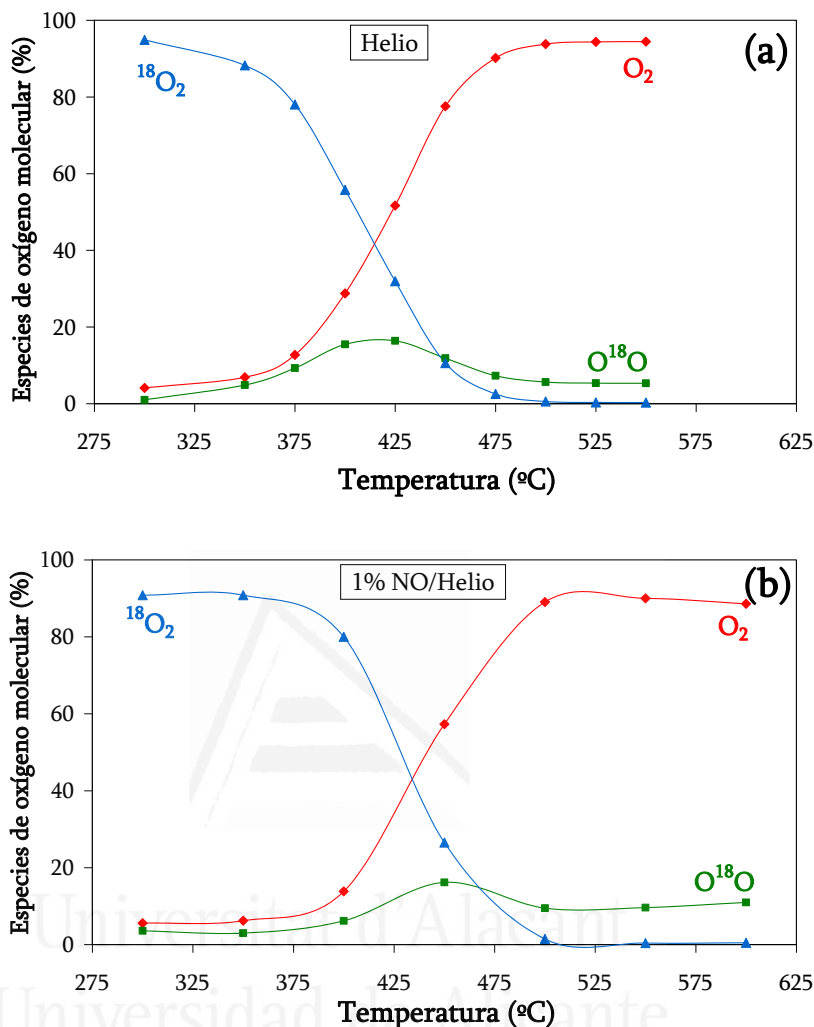 Especies de oxígeno molecular (%)
100
80
60
40
20
0
Helio
(a)
¹⁸O₂
O₂
O¹⁸O
275 325 375 425 475 525 575 625
Temperatura (ºC)
Especies de oxígeno molecular (%)
100
80
60
40
20
0
1% NO/Helio
(b)
¹⁸O₂
O₂
O¹⁸O
Universitat d'Alacant
275 325 375 425 475 525 575 625
Temperatura (ºC)
Universidad de Alicante